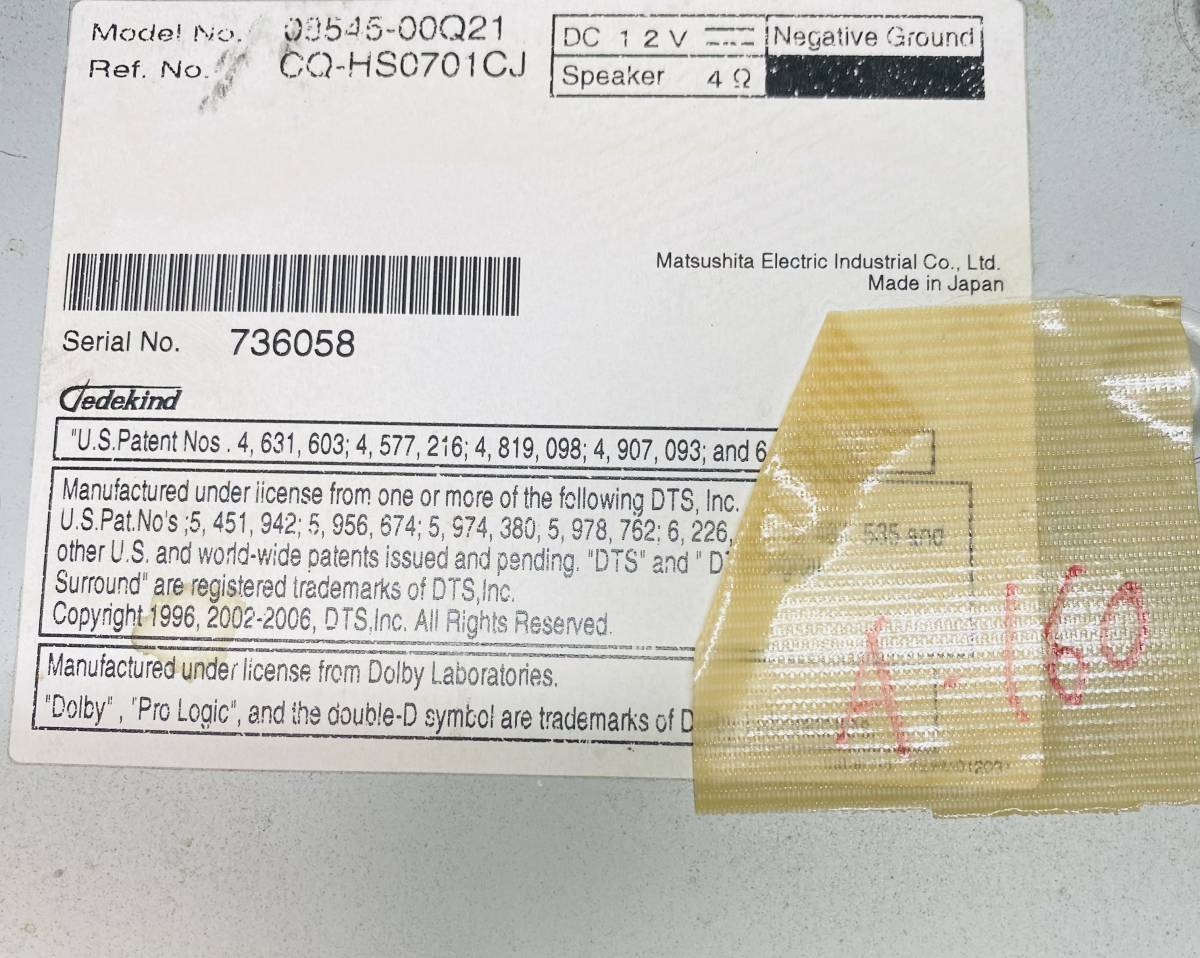 Model No. 08545-00Q21
Ref. No. CQ-HS0701CJ
DC 12V Negative Ground
Speaker 4Ω
Matsushita Electric Industrial Co., Ltd.
Made in Japan
Serial No. 736058
Dedekind
"U.S.Patent Nos . 4, 631, 603; 4, 577, 216; 4, 819, 098; 4, 907, 093; and 6
Manufactured under license from one or more of the following DTS, Inc.
U.S.Pat.No's ;5, 451, 942; 5, 956, 674; 5, 974, 380, 5, 978, 762; 6, 226, 535 and
other U.S. and world-wide patents issued and pending. "DTS" and " D
Surround" are registered trademarks of DTS,Inc.
Copyright 1996, 2002-2006, DTS,Inc. All Rights Reserved.
Manufactured under license from Dolby Laboratories.
"Dolby" , "Pro Logic", and the double-D symbol are trademarks of D
A-160